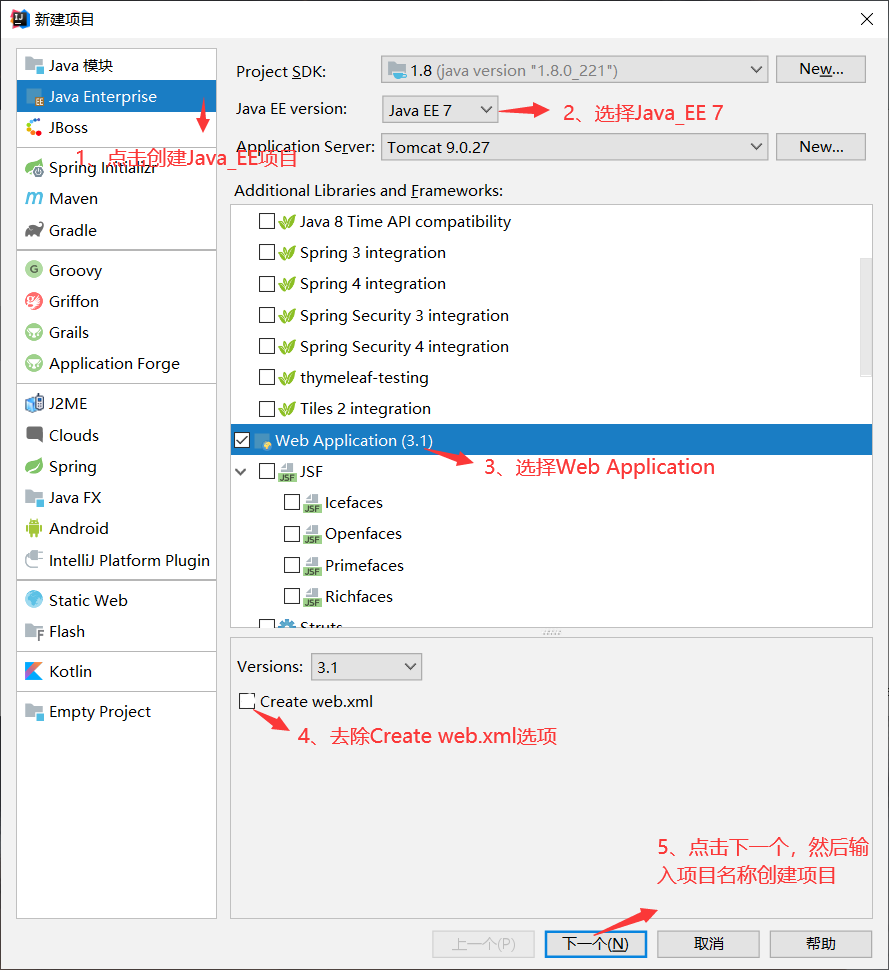 新建项目
Java 模块
Java Enterprise
JBoss
1、点击创建Java_EE项目
Spring Initializr
Maven
Gradle
Groovy
Griffon
Grails
Application Forge
J2ME
Clouds
Spring
Java FX
Android
IntelliJ Platform Plugin
Static Web
Flash
Kotlin
Empty Project
Project SDK:
1.8 (java version "1.8.0_221")
New...
Java EE version:
Java EE 7
2、选择Java_EE 7
Application Server:
Tomcat 9.0.27
New...
Additional Libraries and Frameworks:
Java 8 Time API compatibility
Spring 3 integration
Spring 4 integration
Spring Security 3 integration
Spring Security 4 integration
thymeleaf-testing
Tiles 2 integration
Web Application (3.1)
3、选择Web Application
JSF
Icefaces
Openfaces
Primefaces
Richfaces
Struts
Versions:
3.1
Create web.xml
4、去除Create web.xml选项
5、点击下一个，然后输
入项目名称创建项目
上一个(P)
下一个(N)
取消
帮助